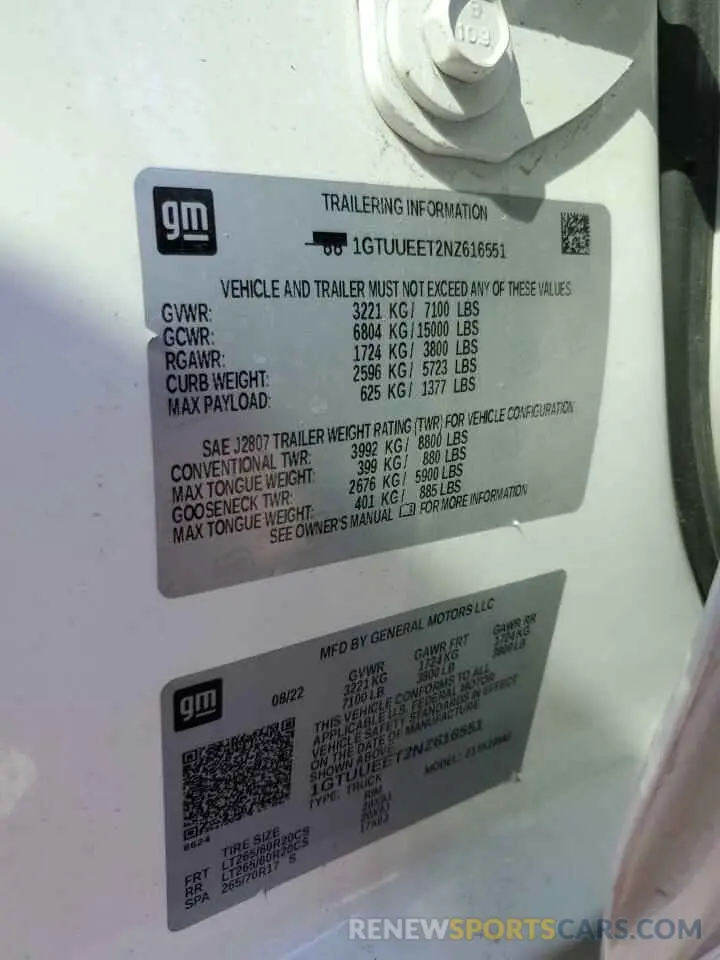 109
gm
TRAILERING INFORMATION
1GTUUEET2NZ616551
VEHICLE AND TRAILER MUST NOT EXCEED ANY OF THESE VALUES
GVWR: 3221 KG/ 7100 LBS
GCWR: 6804 KG/ 15000 LBS
RGAWR: 1724 KG/ 3800 LBS
CURB WEIGHT: 2596 KG/ 5723 LBS
MAX PAYLOAD: 625 KG/ 1377 LBS
SAE J2807 TRAILER WEIGHT RATING (TWR) FOR VEHICLE CONFIGURATION
CONVENTIONAL TWR: 3992 KG/ 8800 LBS
MAX TONGUE WEIGHT: 399 KG/ 880 LBS
GOOSENECK TWR: 2676 KG/ 5900 LBS
MAX TONGUE WEIGHT: 401 KG/ 885 LBS
SEE OWNER'S MANUAL FOR MORE INFORMATION
MFD BY GENERAL MOTORS LLC
gm
08/22
GVWR GAWR FRT GAWR RR
3221 KG 1724 KG 1724 KG
7100 LB 3800 LB 3800 LB
THIS VEHICLE CONFORMS TO ALL
APPLICABLE U.S. FEDERAL MOTOR
VEHICLE SAFETY STANDARDS IN EFFECT
ON THE DATE OF MANUFACTURE
SHOWN ABOVE.
1GTUUEET2NZ616551
TYPE: TRUCK MODEL:
8624
TIRE SIZE RIM
FRT LT265/60R20CS 20X9J
RR LT265/60R20CS 20X9J
SPA 265/70R17 S 17X8J
RENEWSPORTSCARS.COM